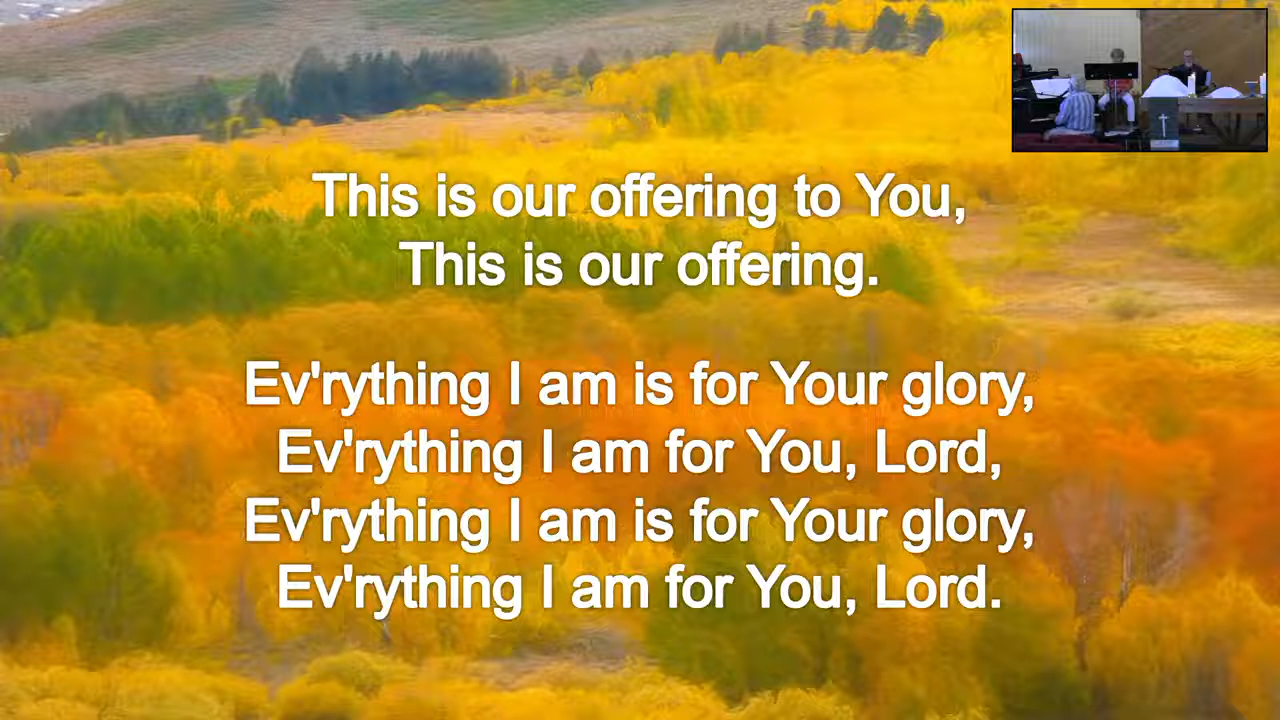 This is our offering to You,
This is our offering.
Ev'rything I am is for Your glory,
Ev'rything I am for You, Lord,
Ev'rything I am is for Your glory,
Ev'rything I am for You, Lord.